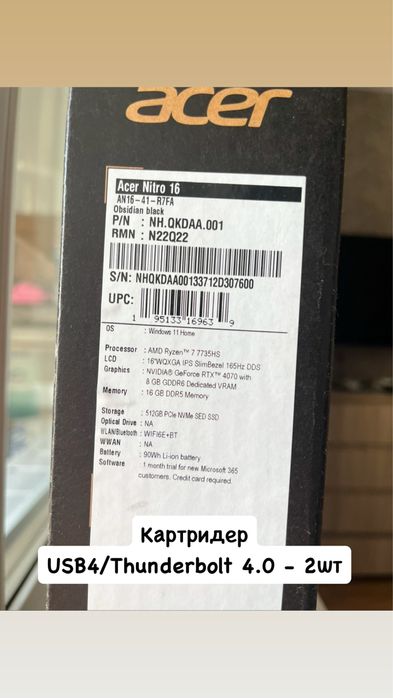 acer
Acer Nitro 16
AN16-41-R7FA
Obsidian black
P/N : NH.QKDAA.001
RMN : N22Q22
S/N: NHQKDAA00133712D307600
UPC:
1 95133 16963 9
OS : Windows 11 Home
Processor : AMD Ryzen™ 7 7735HS
LCD : 16"WQXGA IPS SlimBezel 165Hz DDS
Graphics : NVIDIA® GeForce RTX™ 4070 with
8 GB GDDR6 Dedicated VRAM
Memory : 16 GB DDR5 Memory
Storage : 512GB PCIe NVMe SED SSD
Optical Drive : NA
WLAN/Bluetooth : WIFI6E+BT
WWAN : NA
Battery : 90Wh Li-ion battery
Software : 1 month trial for new Microsoft 365
customers. Credit card required.
Картридер
USB4/Thunderbolt 4.0 - 2шт